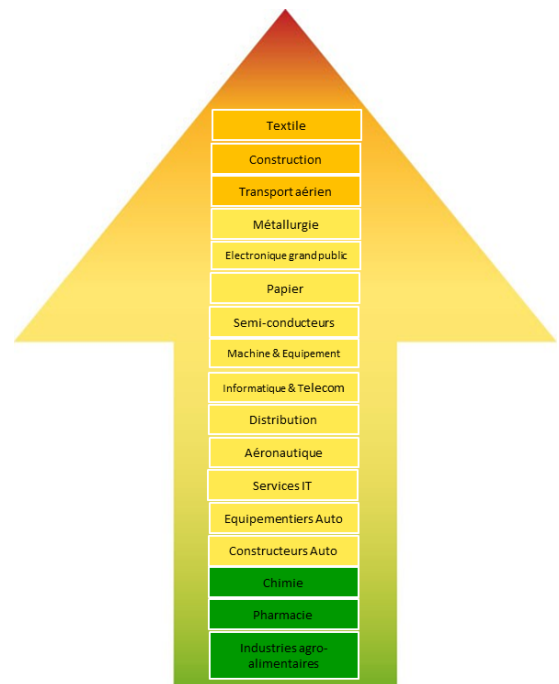 Textile
Construction
Transport aérien
Métallurgie
Electronique grand public
Papier
Semi-conducteurs
Machine & Equipement
Informatique & Telecom
Distribution
Aéronautique
Services IT
Equipementiers Auto
Constructeurs Auto
Chimie
Pharmacie
Industries agro-
alimentaires